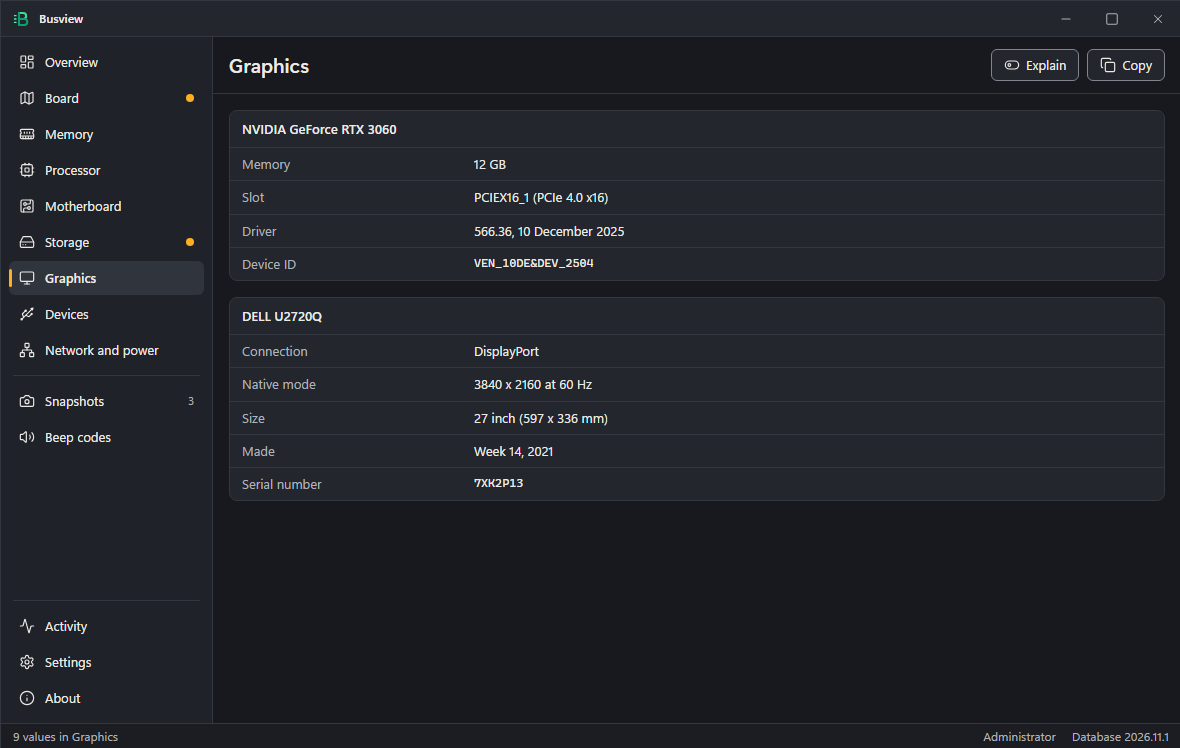 Busview
Overview
Board
Memory
Processor
Motherboard
Storage
Graphics
Devices
Network and power
Snapshots 3
Beep codes
Activity
Settings
About
Graphics
Explain
Copy
NVIDIA GeForce RTX 3060
Memory 12 GB
Slot PCIEX16_1 (PCIe 4.0 x16)
Driver 566.36, 10 December 2025
Device ID VEN_10DE&DEV_2504
DELL U2720Q
Connection DisplayPort
Native mode 3840 x 2160 at 60 Hz
Size 27 inch (597 x 336 mm)
Made Week 14, 2021
Serial number 7XK2P13
9 values in Graphics
Administrator
Database 2026.11.1